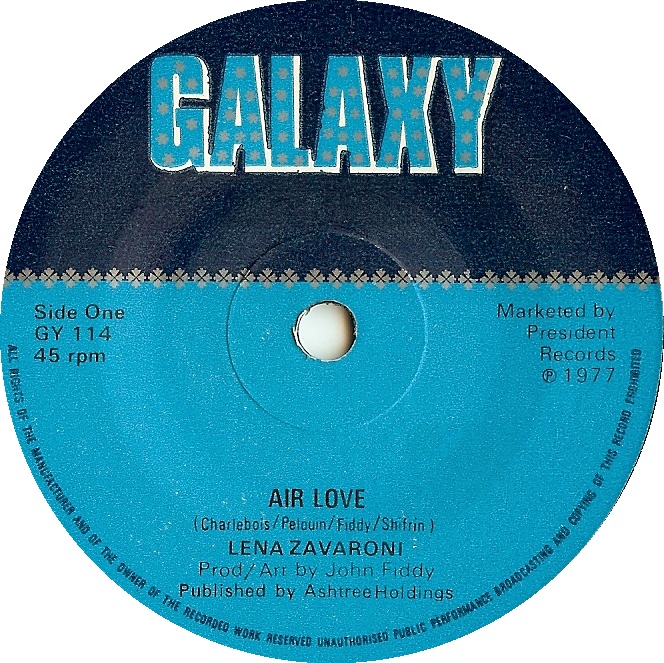 GALAXY
Side One
GY 114
45 rpm
Marketed by
President
Records
℗ 1977
AIR LOVE
(Charlebois/Pelouin/Fiddy/Shifrin)
LENA ZAVARONI
Prod/Arr by John Fiddy
Published by Ashtree Holdings
ALL RIGHTS OF THE MANUFACTURER AND OF THE OWNER OF THE RECORDED WORK RESERVED UNAUTHORISED PUBLIC PERFORMANCE BROADCASTING AND COPYING OF THIS RECORD PROHIBITED